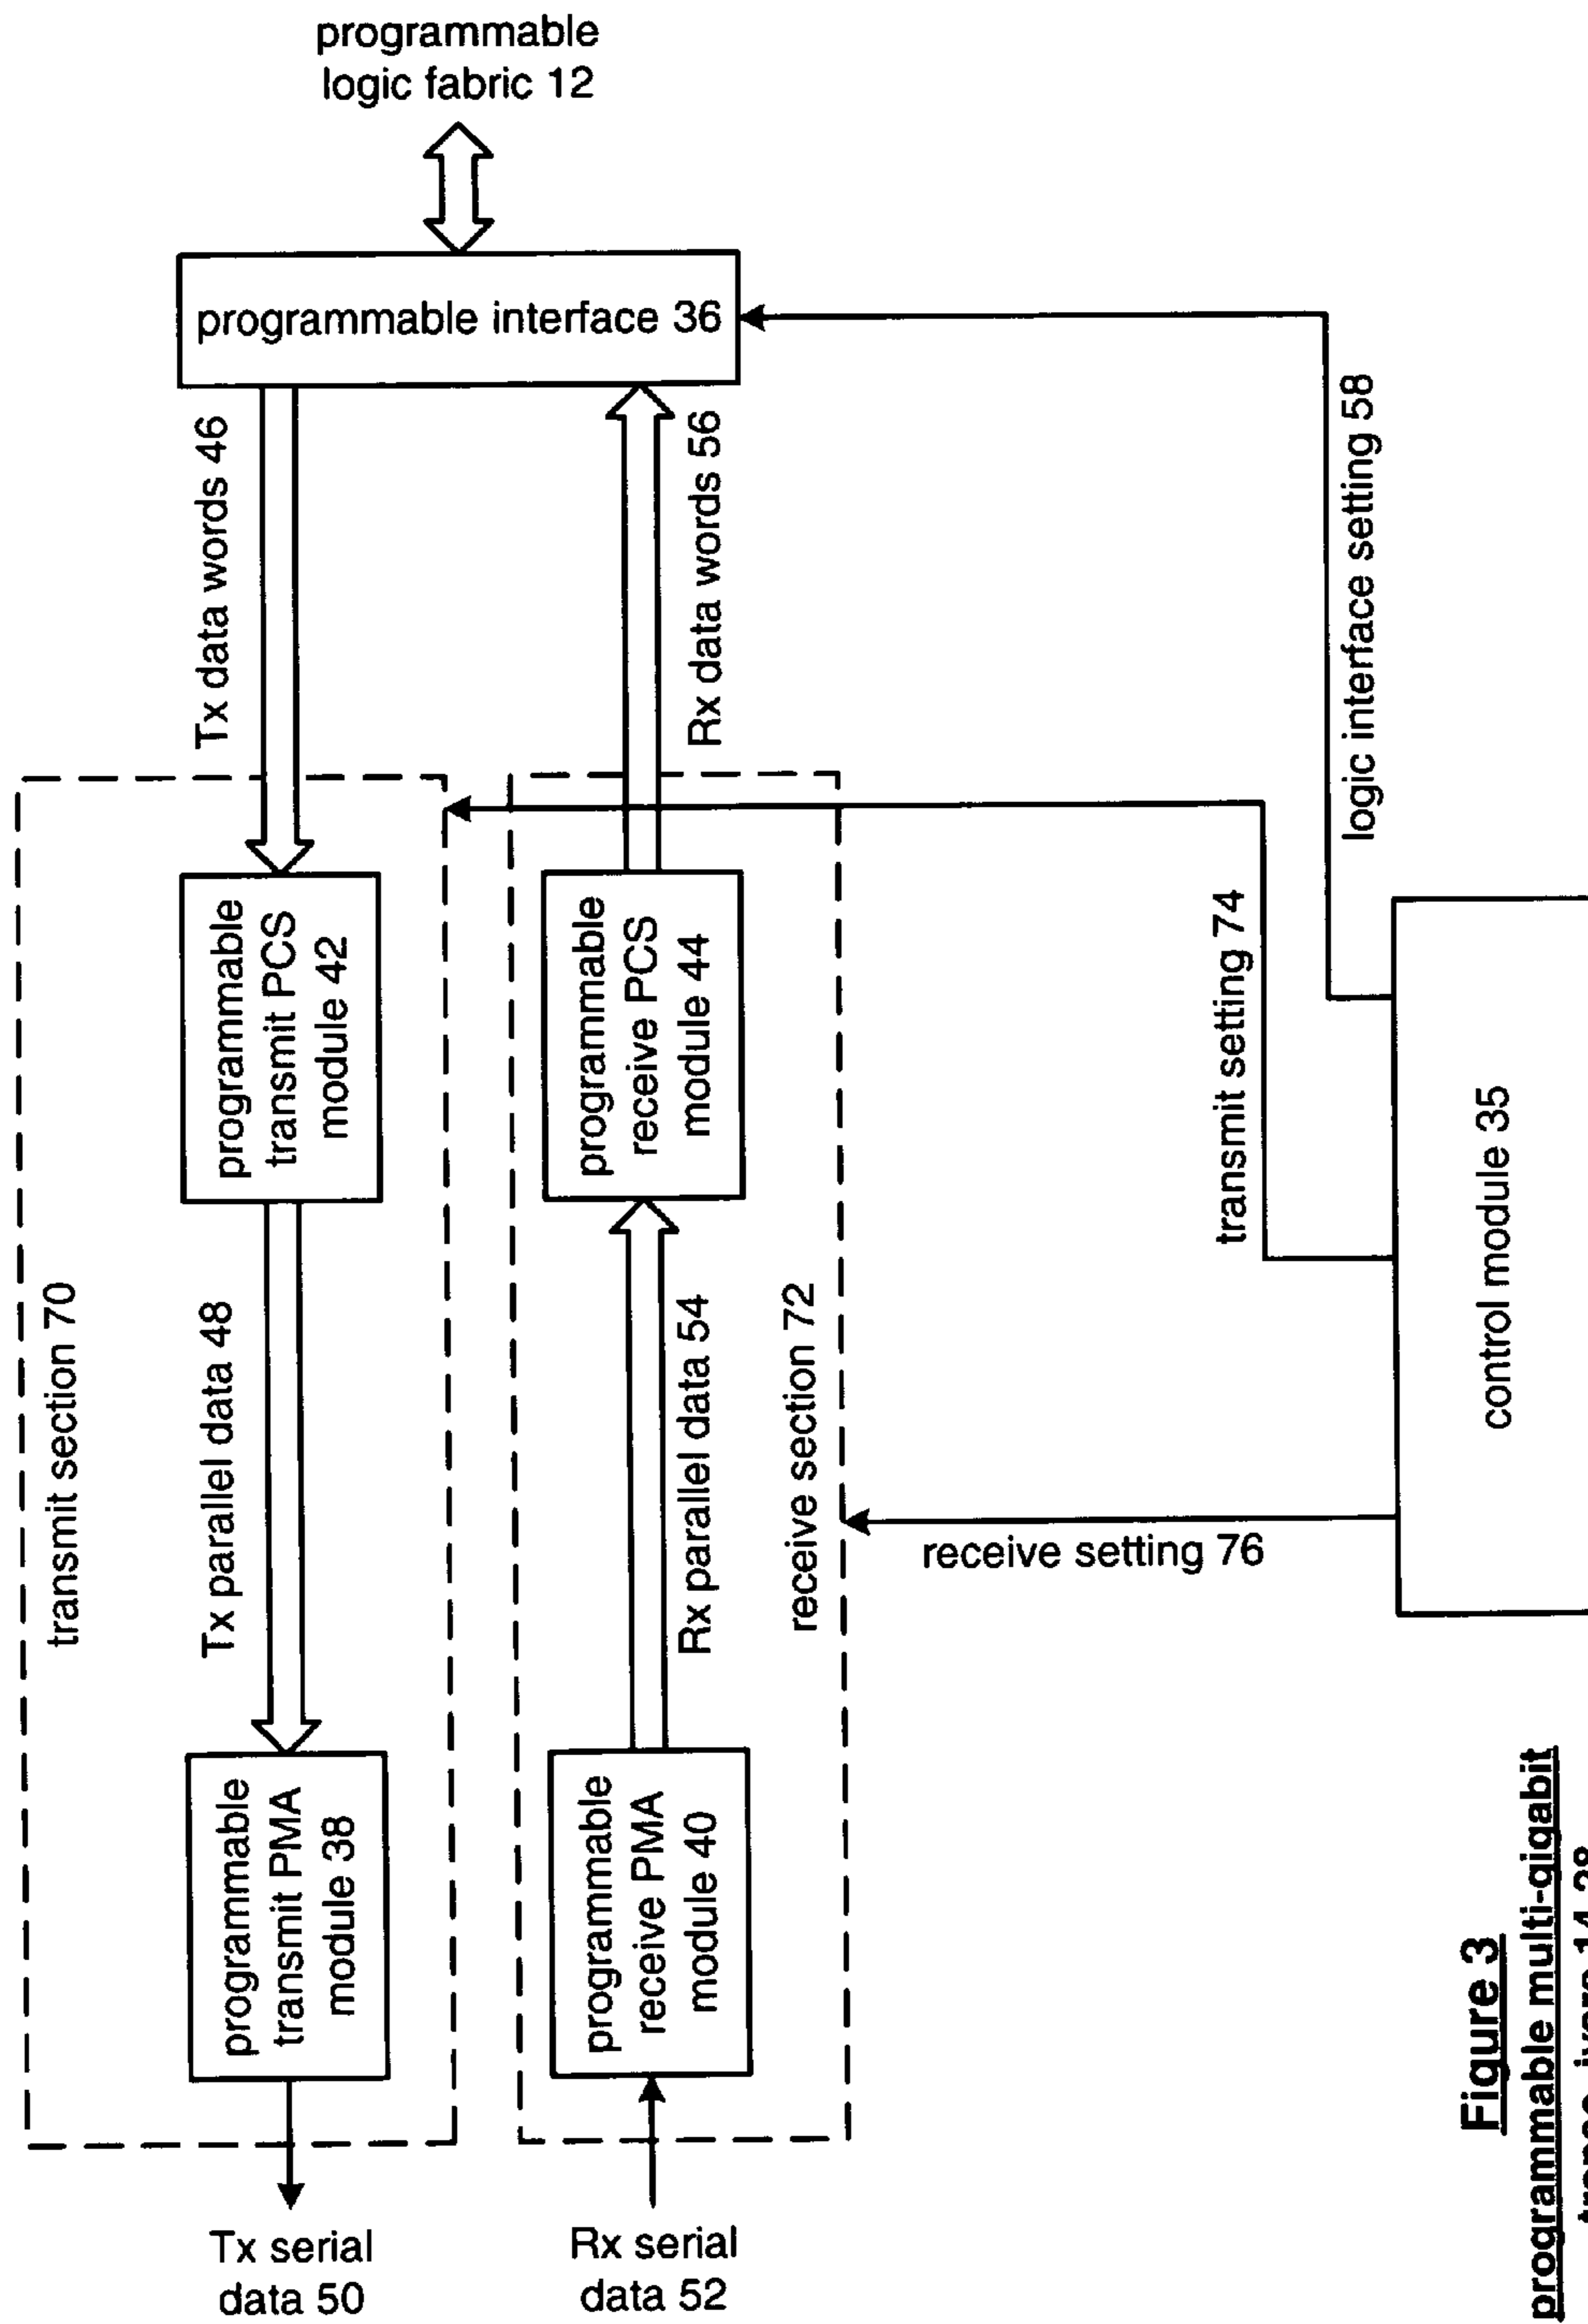 programmable
logic fabric 12
programmable interface 36
Tx data words 46
Rx data words 56
logic interface setting 58
transmit setting 74
programmable
transmit PCS
module 42
programmable
receive PCS
module 44
transmit section 70
Tx parallel data 48
Rx parallel data 54
receive section 72
receive setting 76
control module 35
programmable
transmit PMA
module 38
programmable
receive PMA
module 40
Tx serial
data 50
Rx serial
data 52
Figure 3
programmable multi-gigabit